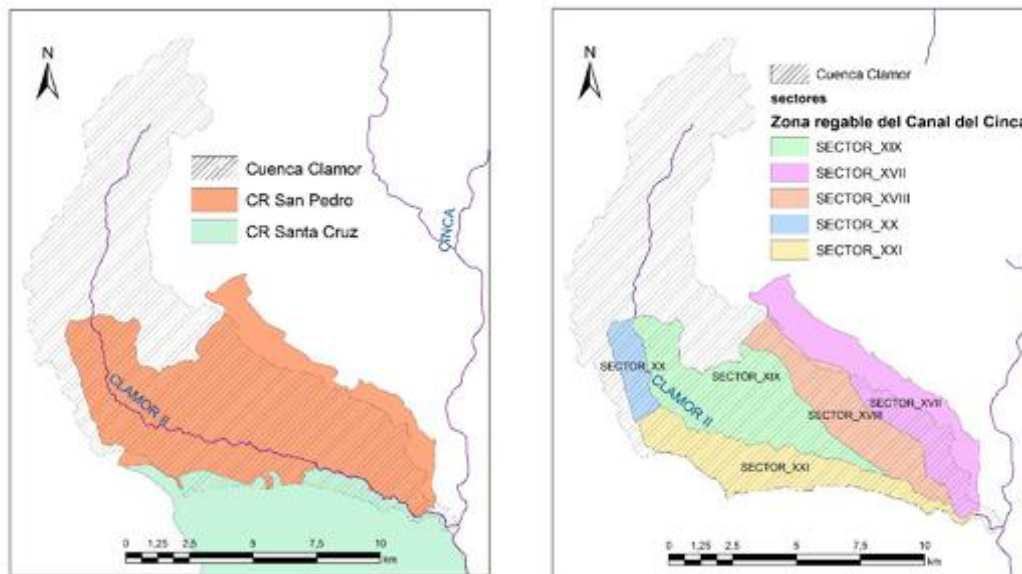 N
Cuenca Clamor
CR San Pedro
CR Santa Cruz
CINCA
CLAMOR II
0 1,25 2,5 5 7,5 10
km
N
Cuenca Clamor
sectores
Zona regable del Canal del Cinca
SECTOR_XIX
SECTOR_XVII
SECTOR_XVIII
SECTOR_XX
SECTOR_XXI
SECTOR_XX
CLAMOR II
SECTOR_XIX
SECTOR_XVII
SECTOR_XVIII
SECTOR_XXI
0 1,25 2,5 5 7,5 10
km